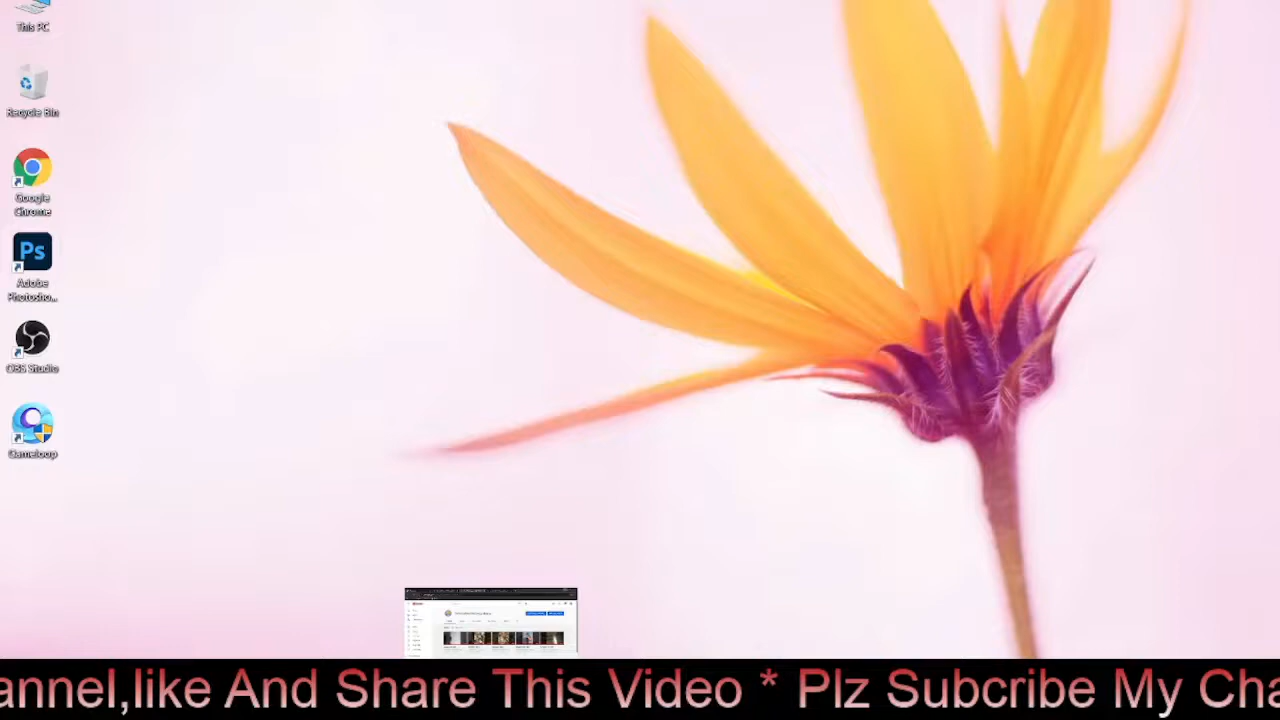 This PC
Recycle Bin
Google
Chrome
Ps
Adobe
Photosho...
OBS Studio
Gameloop
annel,like And Share This Video * Plz Subcribe My Cha